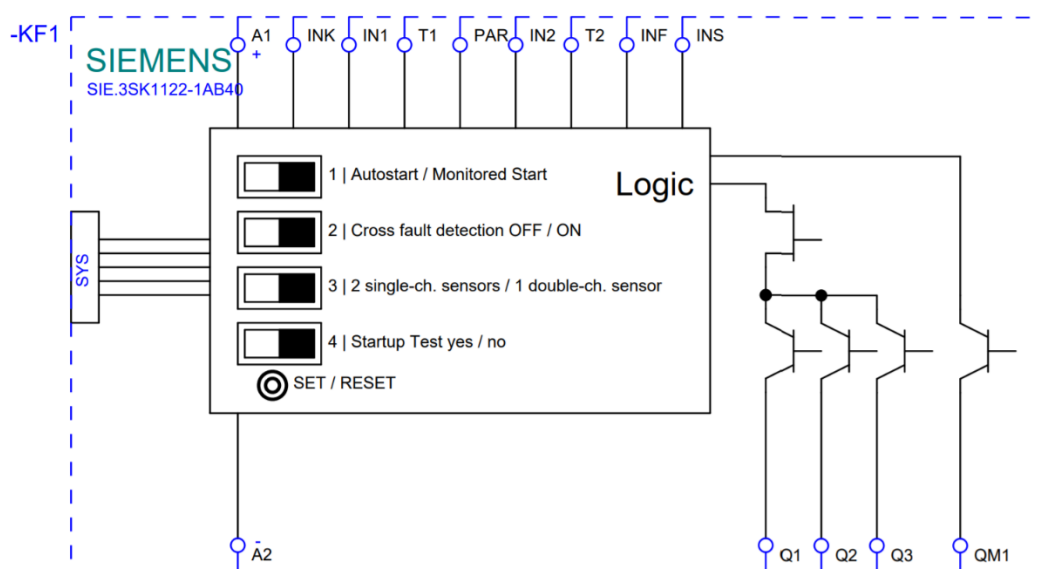 -KF1
A1 INK IN1 T1 PAR IN2 T2 INF INS
+
SIEMENS
SIE.3SK1122-1AB40
1 | Autostart / Monitored Start
Logic
2 | Cross fault detection OFF / ON
SYS
3 | 2 single-ch. sensors / 1 double-ch. sensor
4 | Startup Test yes / no
SET / RESET
-
A2 Q1 Q2 Q3 QM1